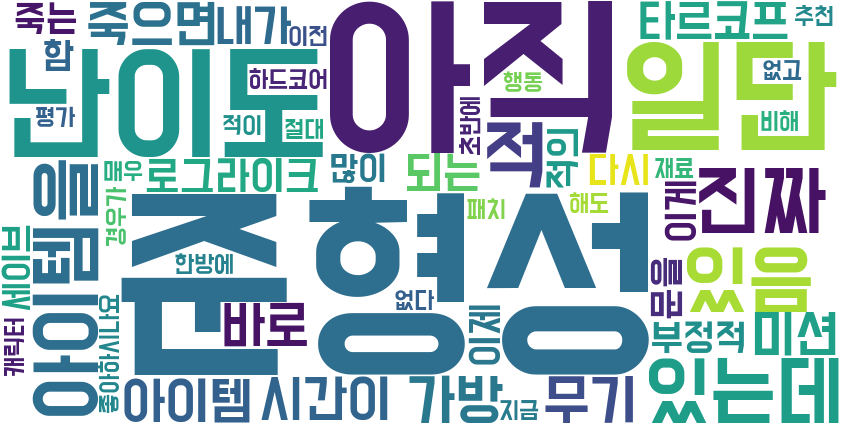 죽는
죽으면
내가
이전
아직
타르코프
추천
함
난이도
하드코어
행동
일단
없고
평가
적이
절대
초반에
적
비해
매우
로그라이크
많이
되는
적인
다시
재료
아이템을
경우가
준형성
패치
해도
이게
진짜
한방에
문을
있음
세이브
없다
캐릭터
좋아하시나요
바로
이제
부정적
미션
아이템
시간이
가방
지금
무기
있는데